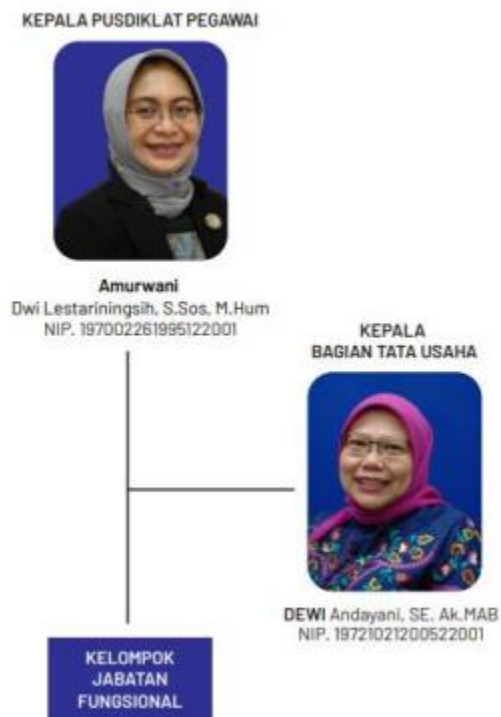 KEPALA PUSDIKLAT PEGAWAI
Amurwani
Dwi Lestariningsih, S.Sos, M.Hum
NIP. 197002261995122001
KEPALA
BAGIAN TATA USAHA
DEWI Andayani, SE, Ak.MAB
NIP. 19721021200522001
KELOMPOK
JABATAN
FUNGSIONAL